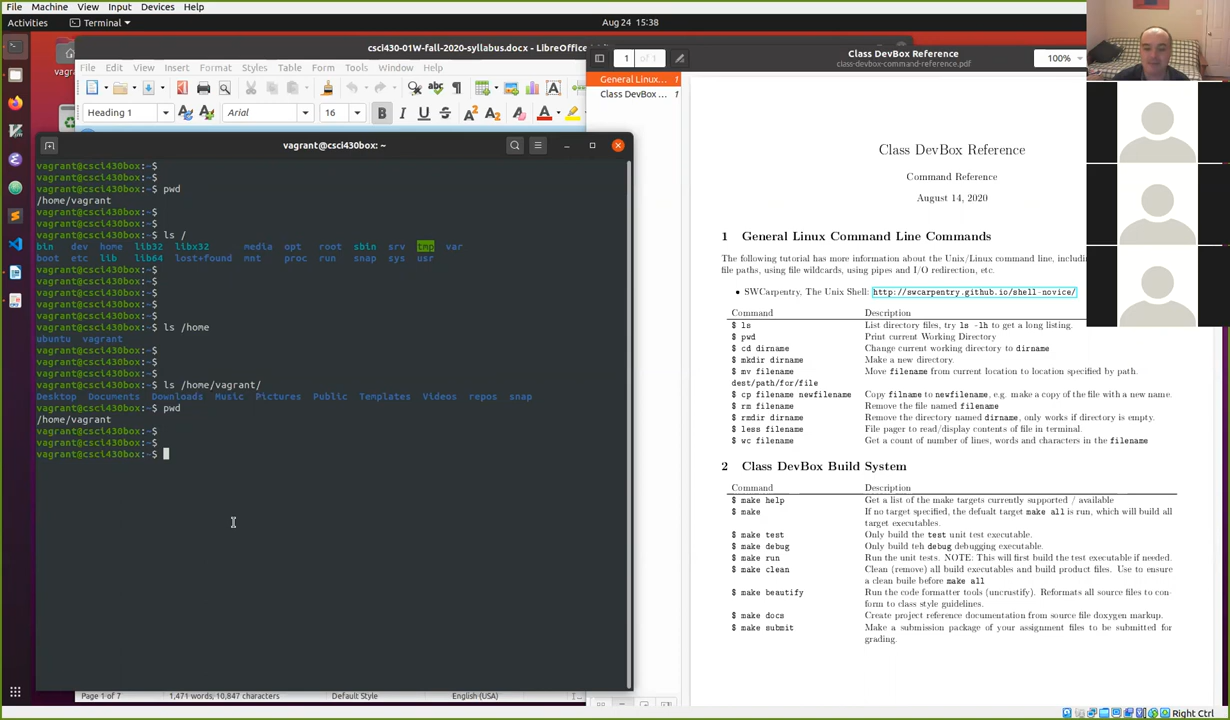 File Machine View Input Devices Help
Activities Terminal Aug 24 15:38
csci430-01W-fall-2020-syllabus.docx - LibreOffice
File Edit View Insert Format Styles Table Form Tools Window Help
Heading 1 Arial 16
vagrant@csci430box: ~
vagrant@csci430box:~$
vagrant@csci430box:~$
vagrant@csci430box:~$ pwd
/home/vagrant
vagrant@csci430box:~$
vagrant@csci430box:~$
vagrant@csci430box:~$ ls /
bin dev home lib32 libx32 media opt root sbin srv tmp var
boot etc lib lib64 lost+found mnt proc run snap sys usr
vagrant@csci430box:~$
vagrant@csci430box:~$
vagrant@csci430box:~$
vagrant@csci430box:~$
vagrant@csci430box:~$ ls /home
ubuntu vagrant
vagrant@csci430box:~$
vagrant@csci430box:~$
vagrant@csci430box:~$
vagrant@csci430box:~$ ls /home/vagrant/
Desktop Documents Downloads Music Pictures Public Templates Videos repos snap
vagrant@csci430box:~$ pwd
/home/vagrant
vagrant@csci430box:~$
vagrant@csci430box:~$
vagrant@csci430box:~$
Page 1 of 7 1,471 words; 10,847 characters Default Style English (USA)
1 of 1
Class DevBox Reference
class-devbox-command-reference.pdf
100%
General Linux... 1
Class DevBox ... 1
Class DevBox Reference
Command Reference
August 14, 2020
1 General Linux Command Line Commands
The following tutorial has more information about the Unix/Linux command line, includi
file paths, using file wildcards, using pipes and I/O redirection, etc.
▪ SWCarpentry, The Unix Shell: http://swcarpentry.github.io/shell-novice/
Command Description
$ ls List directory files, try ls -lh to get a long listing.
$ pwd Print current Working Directory
$ cd dirname Change current working directory to dirname
$ mkdir dirname Make a new directory.
$ mv filename Move filename from current location to location specified by path.
dest/path/for/file
$ cp filename newfilename Copy filname to newfilename, e.g. make a copy of the file with a new name.
$ rm filename Remove the file named filename
$ rmdir dirname Remove the directory named dirname, only works if directory is empty.
$ less filename File pager to read/display contents of file in terminal.
$ wc filename Get a count of number of lines, words and characters in the filename
2 Class DevBox Build System
Command Description
$ make help Get a list of the make targets currently supported / available
$ make If no target specified, the defualt target make all is run, which will build all
target executables.
$ make test Only build the test unit test executable.
$ make debug Only build teh debug debugging executable.
$ make run Run the unit tests. NOTE: This will first build the test executable if needed.
$ make clean Clean (remove) all build executables and build product files. Use to ensure
a clean buile before make all
$ make beautify Run the code formatter tools (uncrustify). Reformats all source files to con-
form to class style guidelines.
$ make docs Create project reference documentation from source file doxygen markup.
$ make submit Make a submission package of your assignment files to be submitted for
grading.
Right Ctrl